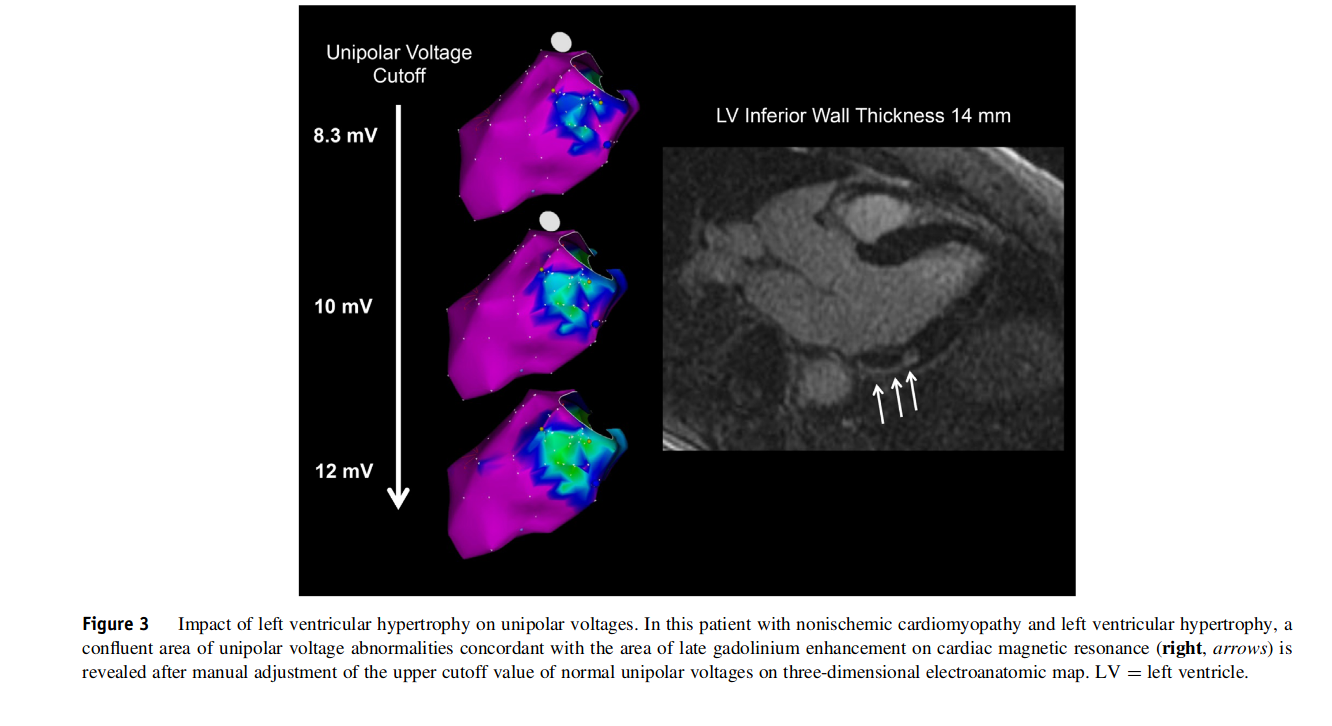 Unipolar Voltage
Cutoff
8.3 mV
10 mV
12 mV
LV Inferior Wall Thickness 14 mm
Figure 3 Impact of left ventricular hypertrophy on unipolar voltages. In this patient with nonischemic cardiomyopathy and left ventricular hypertrophy, a
confluent area of unipolar voltage abnormalities concordant with the area of late gadolinium enhancement on cardiac magnetic resonance (right, arrows) is
revealed after manual adjustment of the upper cutoff value of normal unipolar voltages on three-dimensional electroanatomic map. LV = left ventricle.